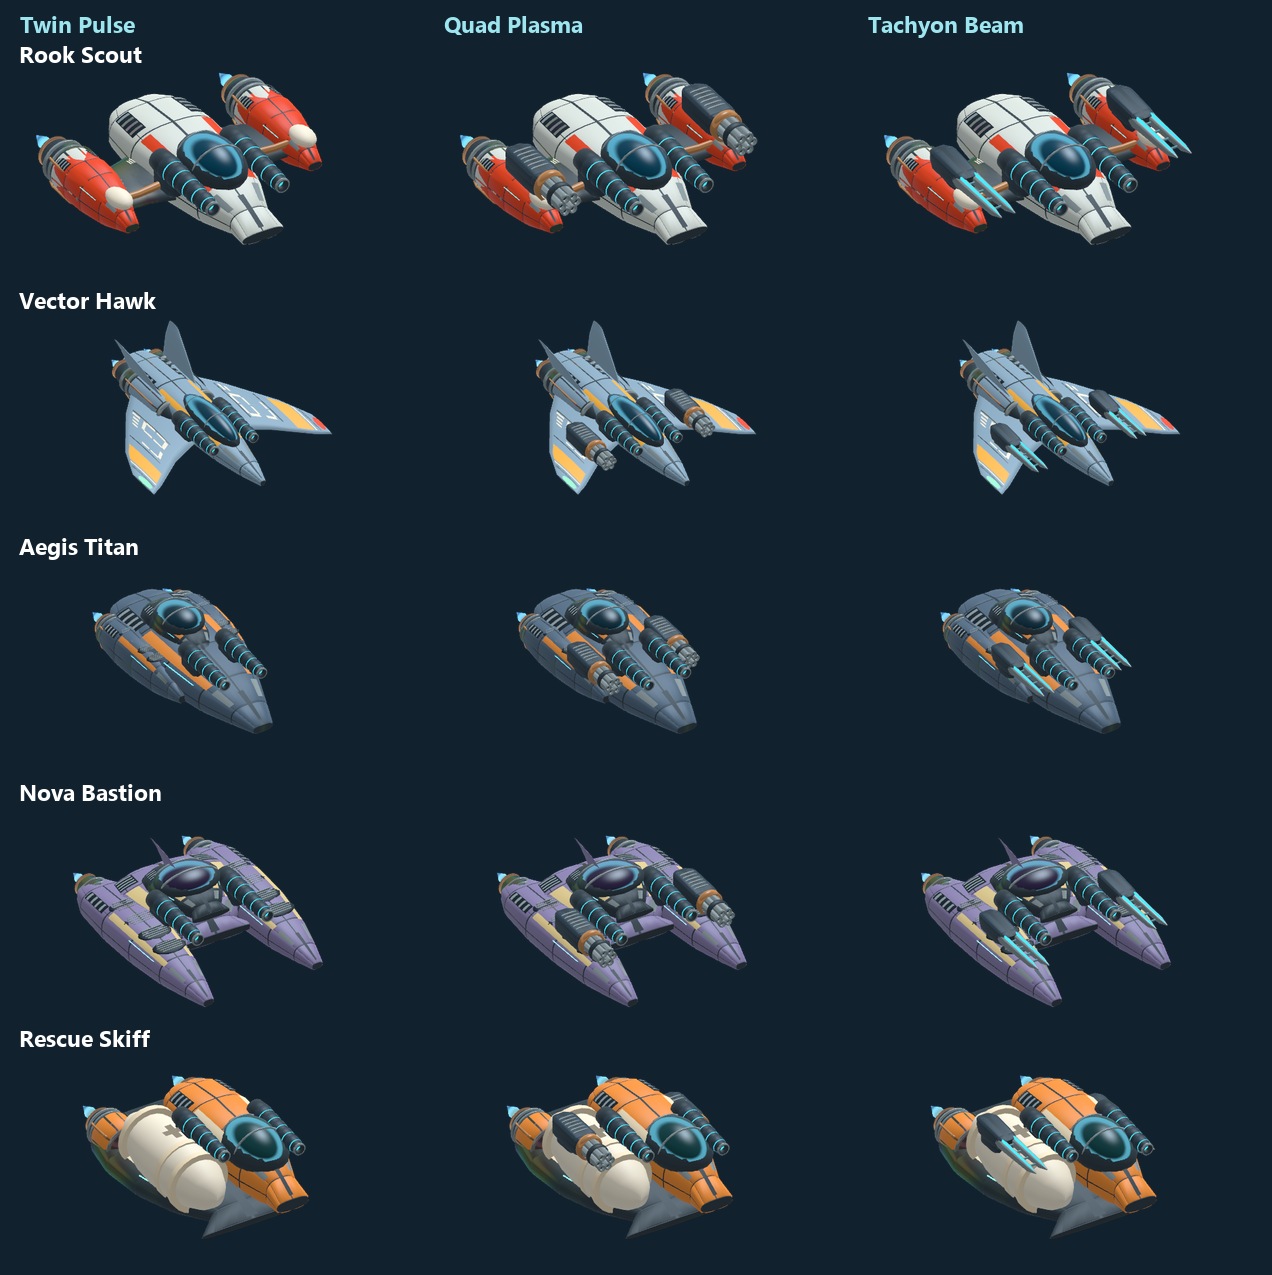 Twin Pulse
Quad Plasma
Tachyon Beam
Rook Scout
Vector Hawk
Aegis Titan
Nova Bastion
Rescue Skiff